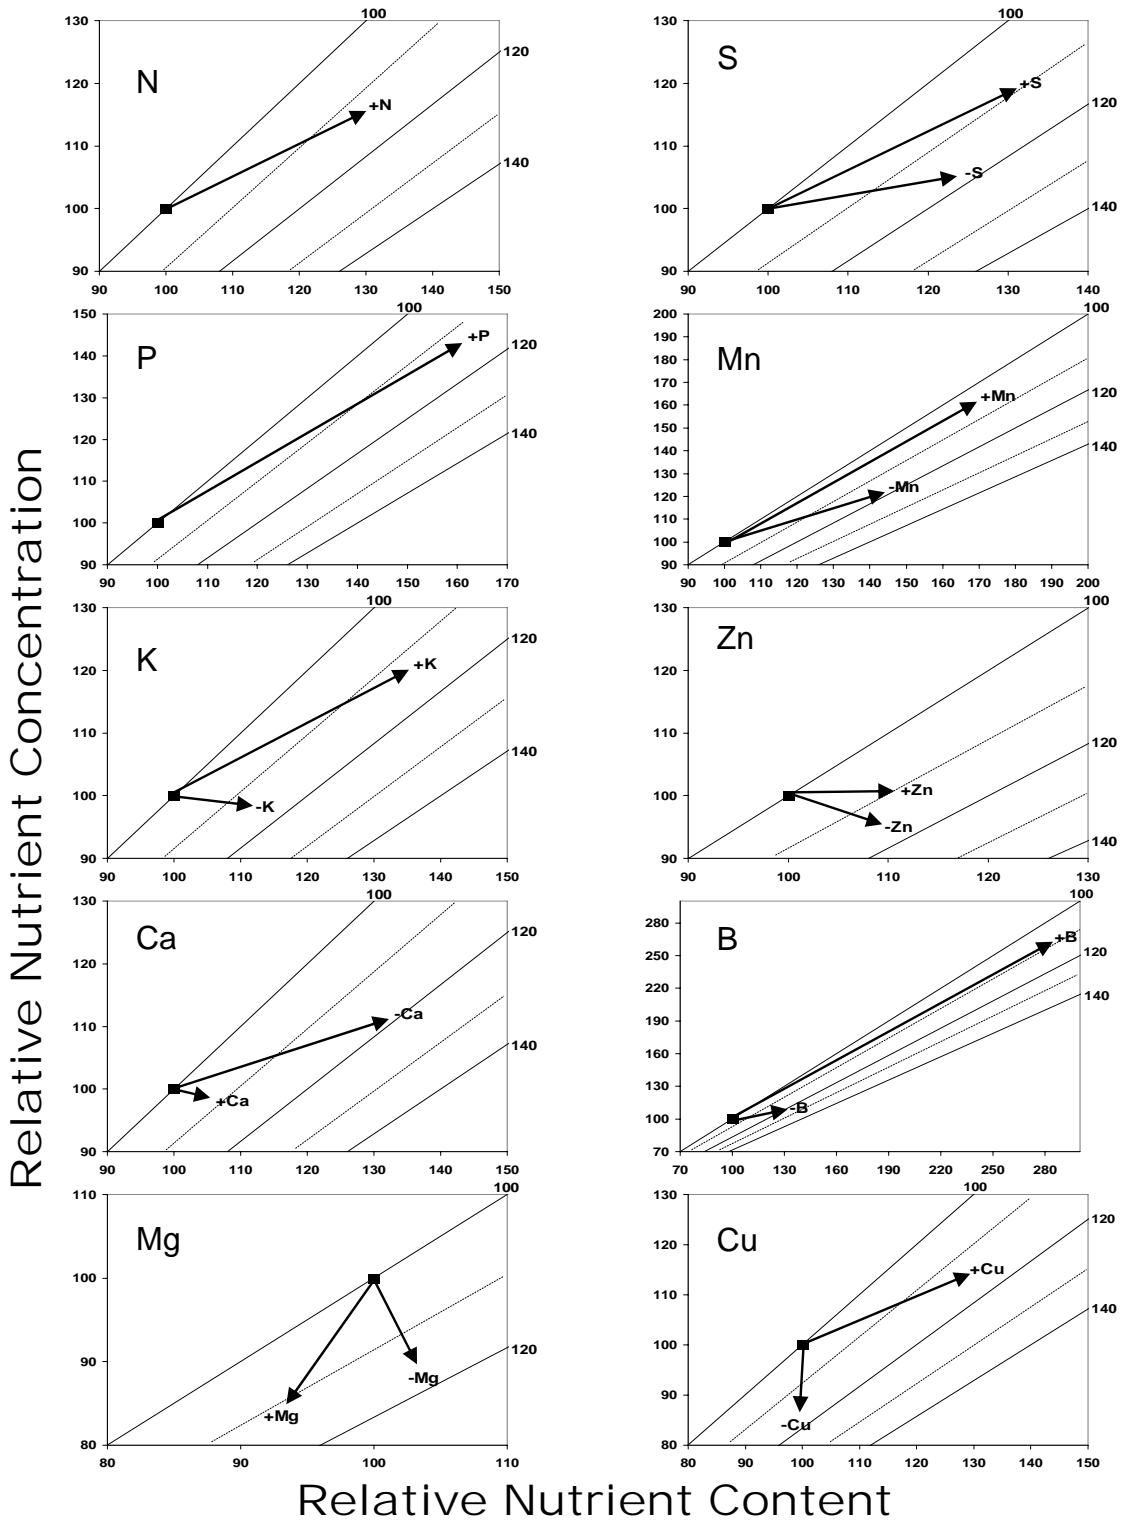 Relative Nutrient Concentration
N
130
120
110
100
90
90 100 110 120 130 140 150
100
120
140
+N
S
130
120
110
100
90
90 100 110 120 130 140
100
120
140
+S
-S
P
150
140
130
120
110
100
90
90 100 110 120 130 140 150 160 170
100
120
140
+P
Mn
200
190
180
170
160
150
140
130
120
110
100
90
90 100 110 120 130 140 150 160 170 180 190 200
100
120
140
+Mn
-Mn
K
130
120
110
100
90
90 100 110 120 130 140 150
100
120
140
+K
-K
Zn
130
120
110
100
90
90 100 110 120 130
100
120
140
+Zn
-Zn
Ca
130
120
110
100
90
90 100 110 120 130 140 150
100
120
140
-Ca
+Ca
B
280
250
220
190
160
130
100
70
70 100 130 160 190 220 250 280
100
120
140
+B
-B
Mg
110
100
90
80
80 90 100 110
100
120
+Mg
-Mg
Cu
130
120
110
100
90
80
80 90 100 110 120 130 140 150
100
120
140
+Cu
-Cu
Relative Nutrient Content